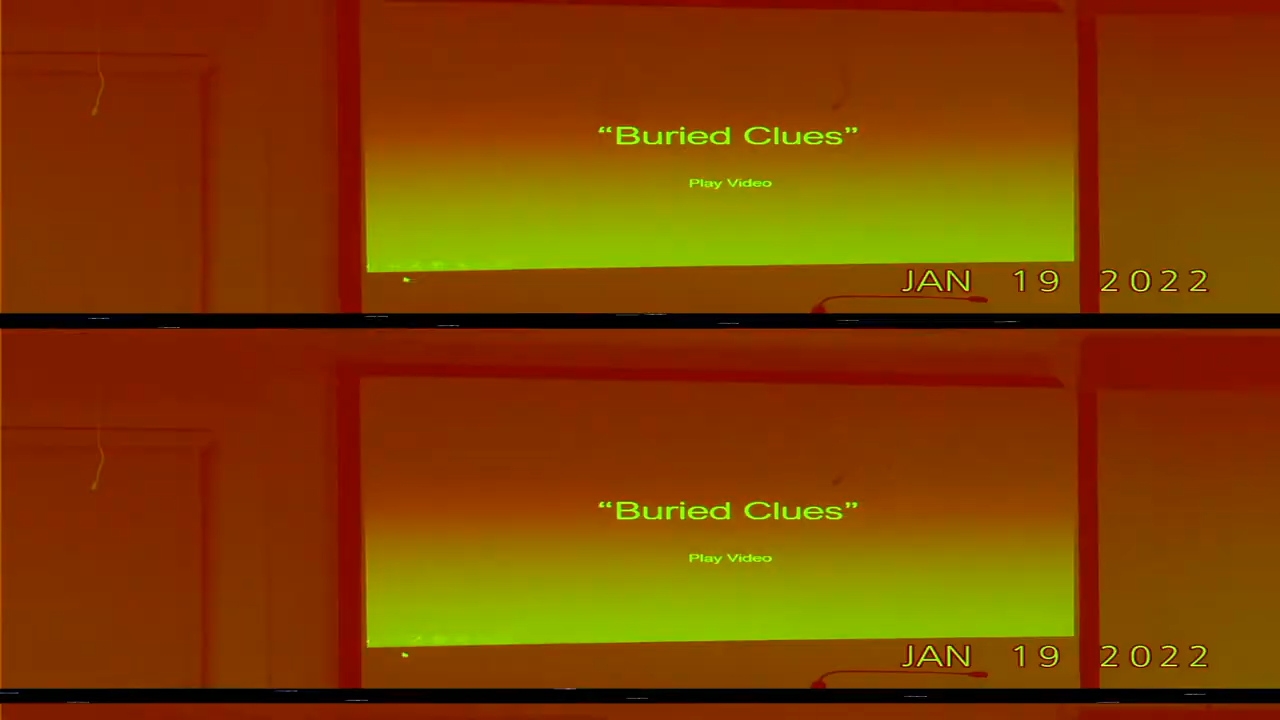 “Buried Clues”
Play Video
JAN 19 2022
“Buried Clues”
Play Video
JAN 19 2022